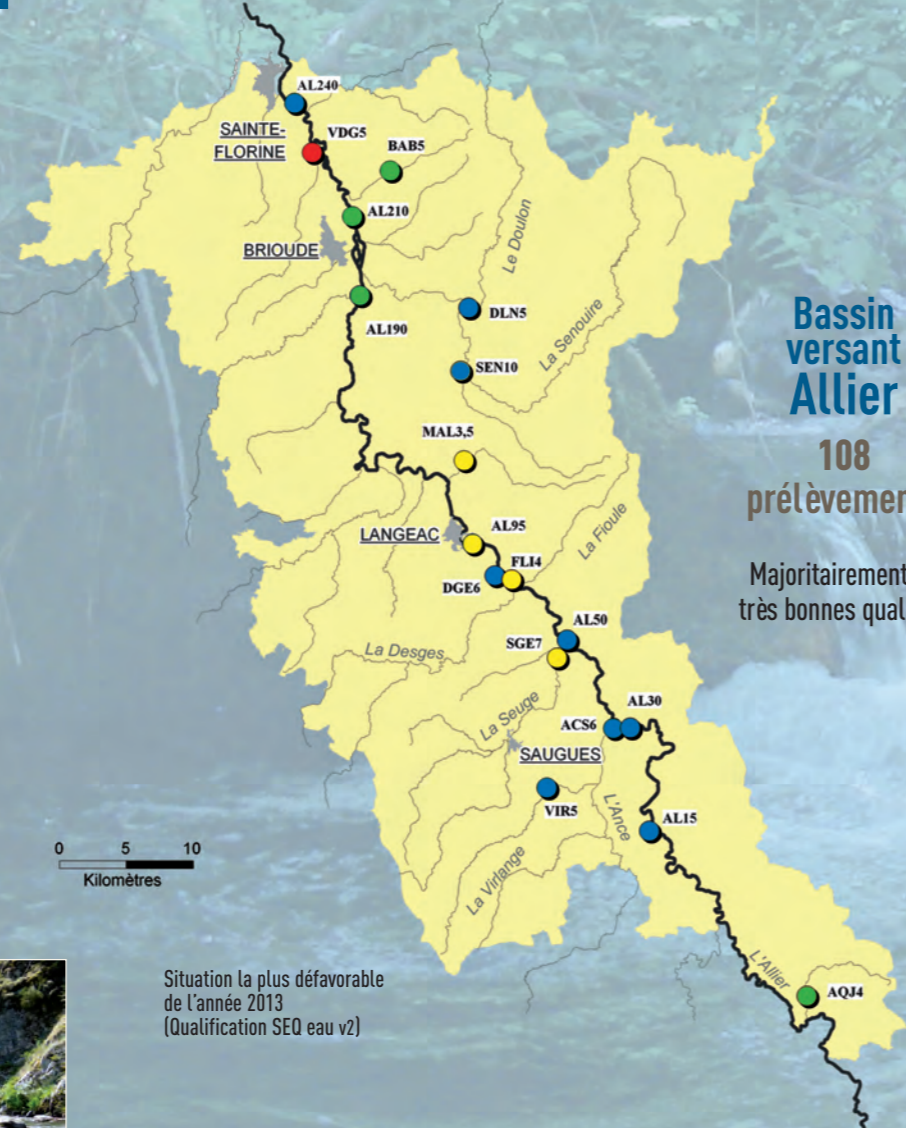 AL240
SAINTE-
FLORINE
VDG5
BAB5
AL210
BRIOUDE
Le Doulon
AL190
DLN5
La Senouire
SEN10
MAL3,5
LANGEAC
AL95
La Fioule
FLI4
DGE6
AL50
SGE7
La Desges
La Seuge
AL30
ACS6
SAUGUES
VIR5
L'Ance
AL15
La Virlange
L'Allier
AQJ4
0 5 10
Kilomètres
Bassin
versant
Allier
108
prélèvemen
Majoritairement
très bonnes qual
Situation la plus défavorable
de l'année 2013
(Qualification SEQ eau v2)